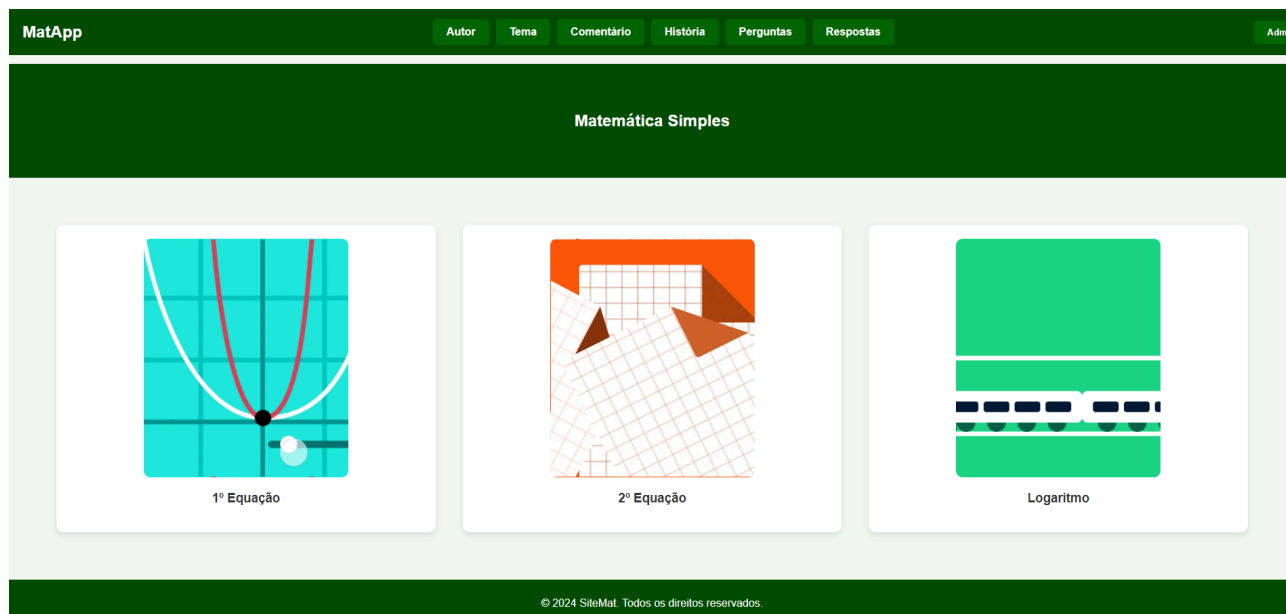 MatApp
Autor Tema Comentário História Perguntas Respostas
Adm
Matemática Simples
1º Equação
2º Equação
Logaritmo
© 2024 SiteMat. Todos os direitos reservados.